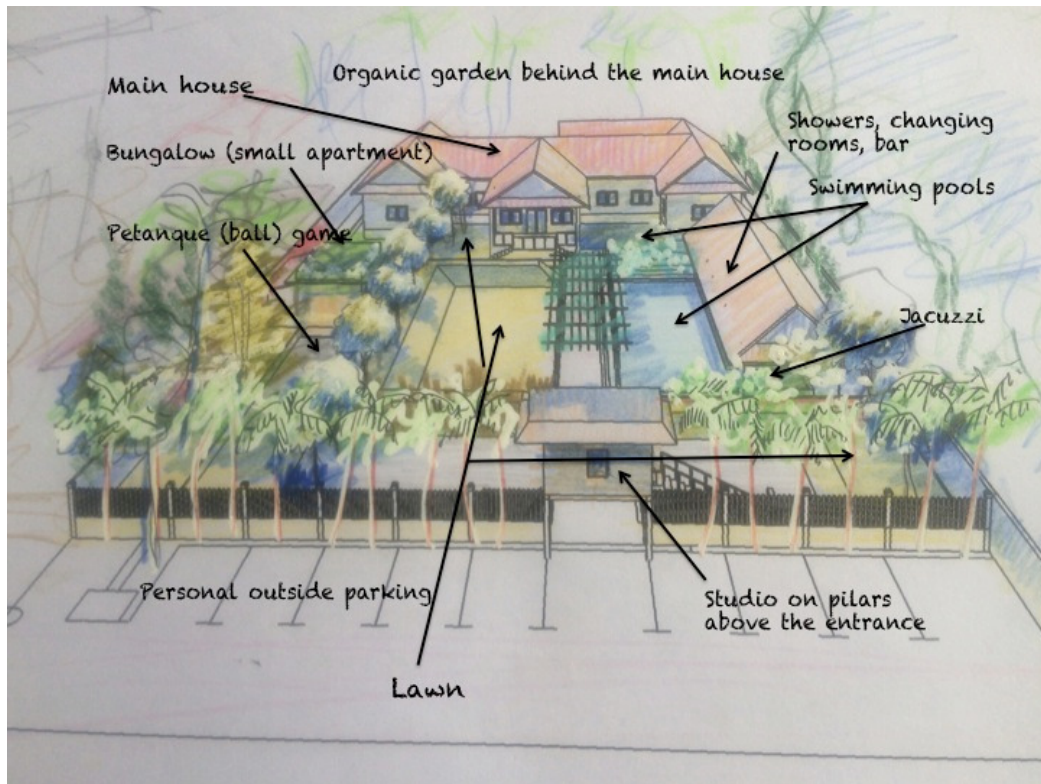 Organic garden behind the main house
Main house
Showers, changing
rooms, bar
Bungalow (small apartment)
Swimming pools
Petanque (ball) game
Jacuzzi
Personal outside parking
Studio on pilars
above the entrance
Lawn